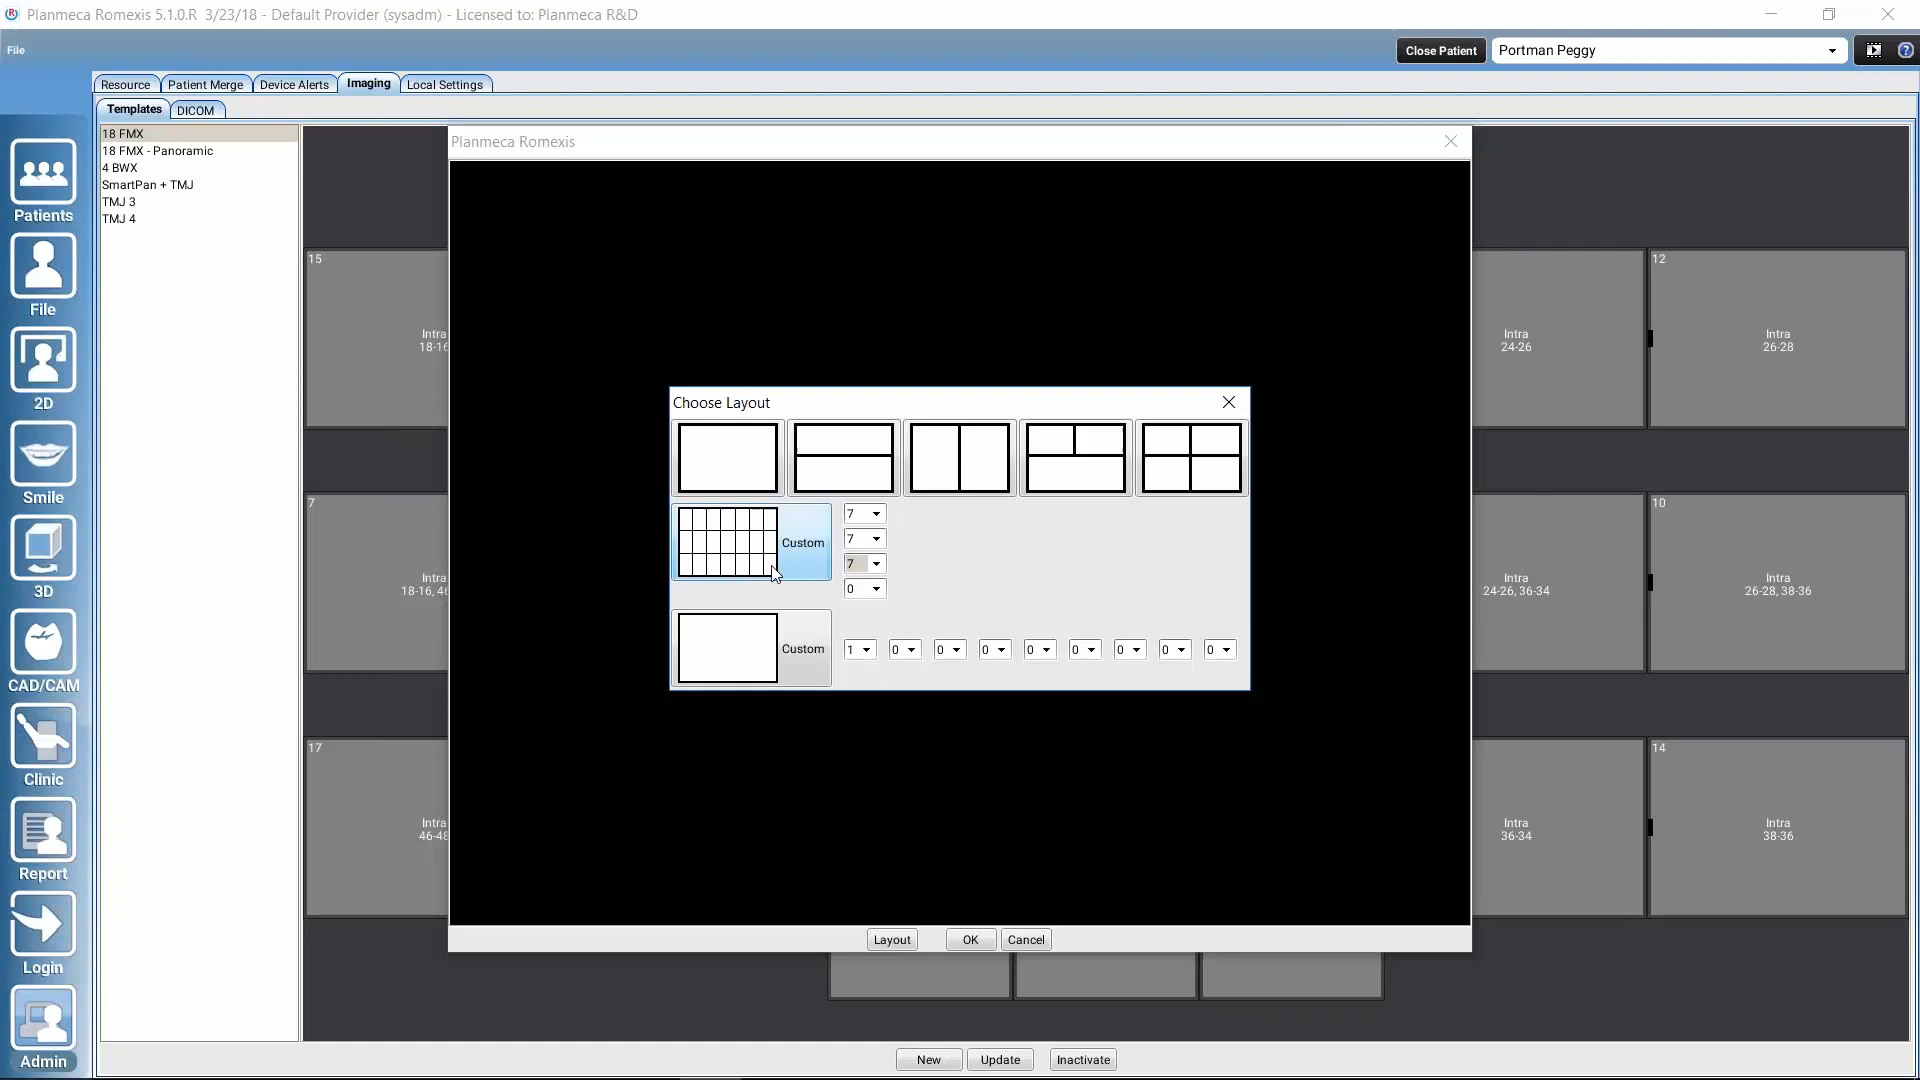 Planmeca Romexis 5.1.0.R 3/23/18 - Default Provider (sysadm) - Licensed to: Planmeca R&D
File
Close Patient
Portman Peggy
Resource
Patient Merge
Device Alerts
Imaging
Local Settings
Templates
DICOM
18 FMX
18 FMX - Panoramic
4 BWX
SmartPan + TMJ
TMJ 3
TMJ 4
Patients
File
2D
Smile
3D
CAD/CAM
Clinic
Report
Login
Admin
15
Intra
7
Intra
18-16,
17
Intra
Planmeca Romexis
Choose Layout
Custom
7
7
7
0
Custom
1 0 0 0 0 0 0 0 0
Layout
OK
Cancel
Intra
24-26
12
Intra
26-28
Intra
24-26, 36-34
10
Intra
26-28, 38-36
Intra
36-34
14
Intra
38-36
New
Update
Inactivate